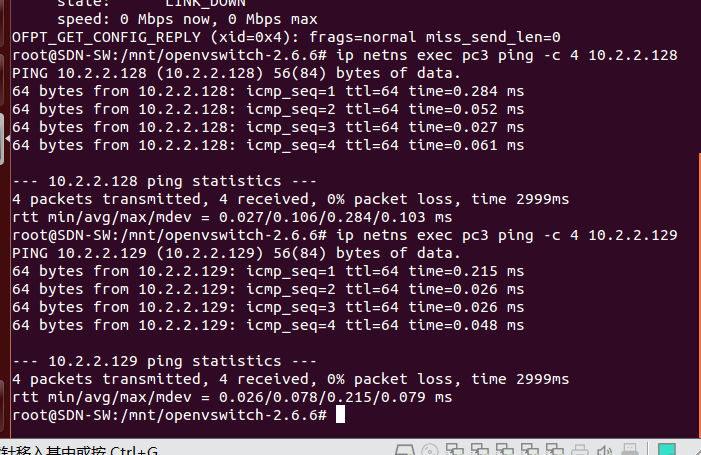 state:      LINK_DOWN
speed: 0 Mbps now, 0 Mbps max
OFPT_GET_CONFIG_REPLY (xid=0x4): frags=normal miss_send_len=0
root@SDN-SW:/mnt/openvswitch-2.6.6# ip netns exec pc3 ping -c 4 10.2.2.128
PING 10.2.2.128 (10.2.2.128) 56(84) bytes of data.
64 bytes from 10.2.2.128: icmp_seq=1 ttl=64 time=0.284 ms
64 bytes from 10.2.2.128: icmp_seq=2 ttl=64 time=0.052 ms
64 bytes from 10.2.2.128: icmp_seq=3 ttl=64 time=0.027 ms
64 bytes from 10.2.2.128: icmp_seq=4 ttl=64 time=0.061 ms

--- 10.2.2.128 ping statistics ---
4 packets transmitted, 4 received, 0% packet loss, time 2999ms
rtt min/avg/max/mdev = 0.027/0.106/0.284/0.103 ms
root@SDN-SW:/mnt/openvswitch-2.6.6# ip netns exec pc3 ping -c 4 10.2.2.129
PING 10.2.2.129 (10.2.2.129) 56(84) bytes of data.
64 bytes from 10.2.2.129: icmp_seq=1 ttl=64 time=0.215 ms
64 bytes from 10.2.2.129: icmp_seq=2 ttl=64 time=0.026 ms
64 bytes from 10.2.2.129: icmp_seq=3 ttl=64 time=0.026 ms
64 bytes from 10.2.2.129: icmp_seq=4 ttl=64 time=0.048 ms

--- 10.2.2.129 ping statistics ---
4 packets transmitted, 4 received, 0% packet loss, time 2999ms
rtt min/avg/max/mdev = 0.026/0.078/0.215/0.079 ms
root@SDN-SW:/mnt/openvswitch-2.6.6#
针移入其中或按 Ctrl+G